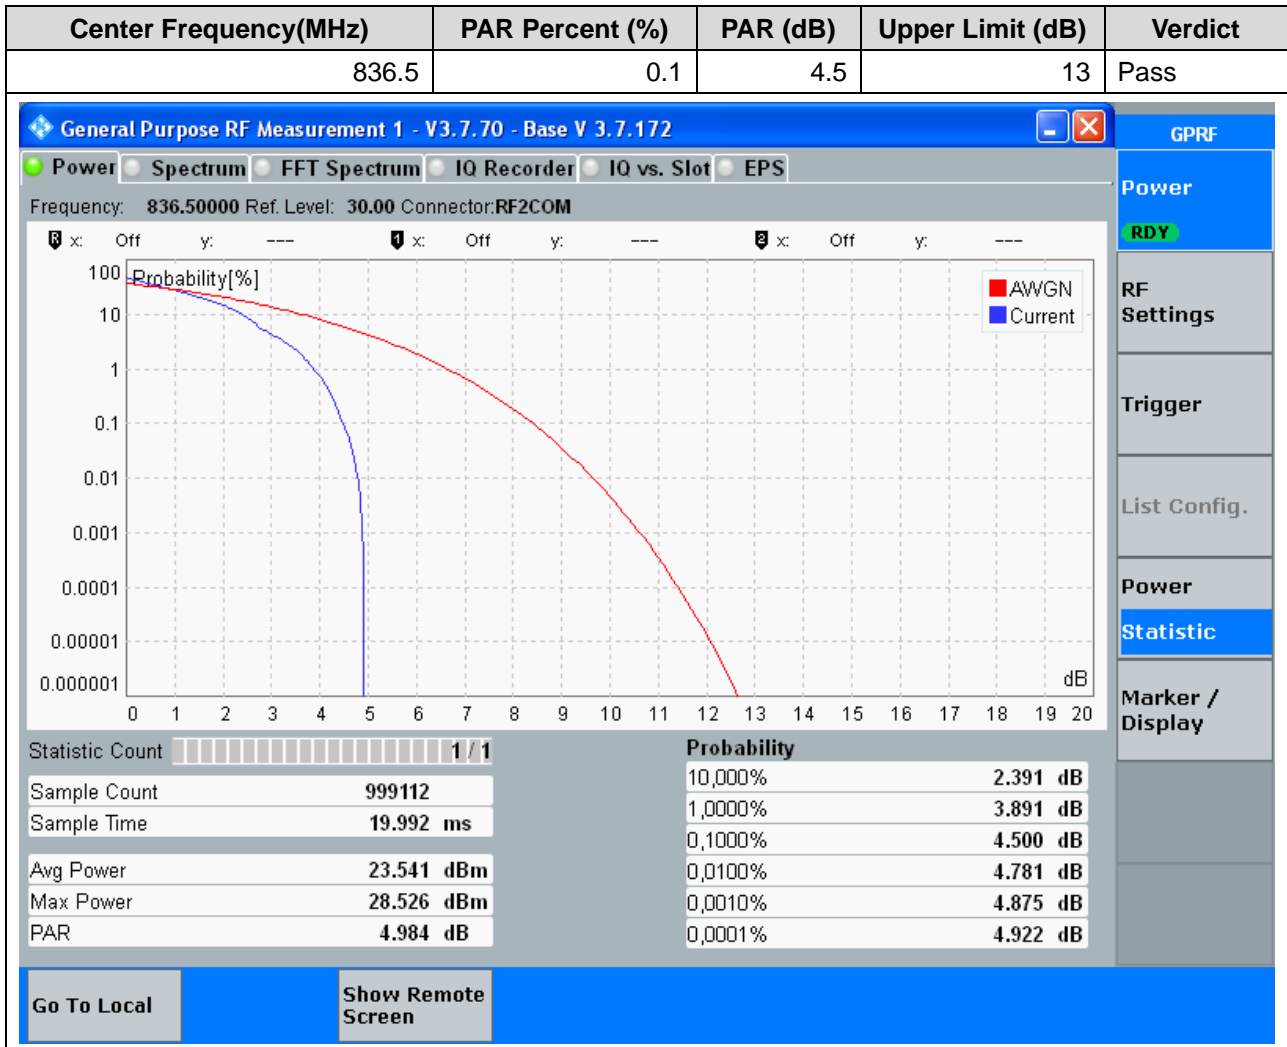 Center Frequency(MHz) PAR Percent (%) PAR (dB) Upper Limit (dB) Verdict
836.5 0.1 4.5 13 Pass
General Purpose RF Measurement 1 - V3.7.70 - Base V 3.7.172
GPRF
Power Spectrum FFT Spectrum IQ Recorder IQ vs. Slot EPS
Power
RDY
Frequency: 836.50000 Ref. Level: 30.00 Connector:RF2COM
R x: Off y: --- 1 x: Off y: --- 2 x: Off y: ---
Probability[%]
AWGN
Current
100
10
1
0.1
0.01
0.001
0.0001
0.00001
0.000001
dB
0 1 2 3 4 5 6 7 8 9 10 11 12 13 14 15 16 17 18 19 20
RF
Settings
Trigger
List Config.
Power
Statistic
Marker /
Display
Statistic Count 1 / 1
Sample Count 999112
Sample Time 19.992 ms
Avg Power 23.541 dBm
Max Power 28.526 dBm
PAR 4.984 dB
Probability
10,000% 2.391 dB
1,0000% 3.891 dB
0,1000% 4.500 dB
0,0100% 4.781 dB
0,0010% 4.875 dB
0,0001% 4.922 dB
Go To Local
Show Remote
Screen